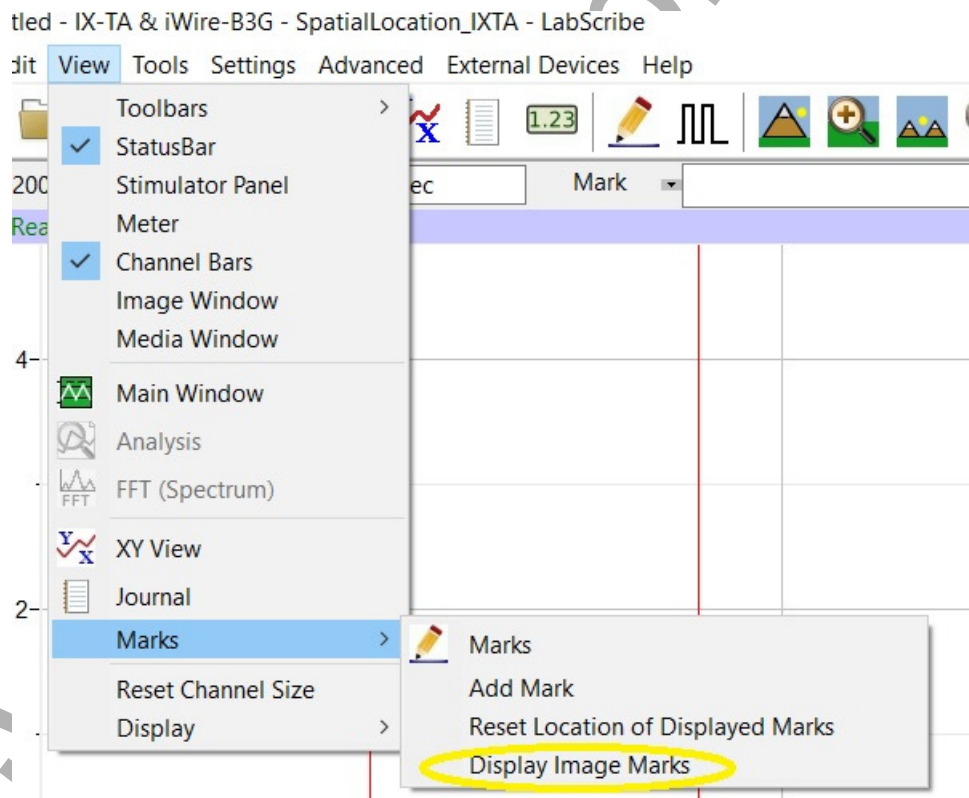 tled - IX-TA & iWire-B3G - SpatialLocation_IXTA - LabScribe
dit View Tools Settings Advanced External Devices Help
Toolbars >
X 1.23
StatusBar
200 Stimulator Panel ec Mark
Rea Meter
Channel Bars
Image Window
Media Window
4-
Main Window
Analysis
FFT FFT (Spectrum)
Y X XY View
Journal
2-
Marks > Marks
Add Mark
Reset Channel Size
Reset Location of Displayed Marks
Display >
Display Image Marks